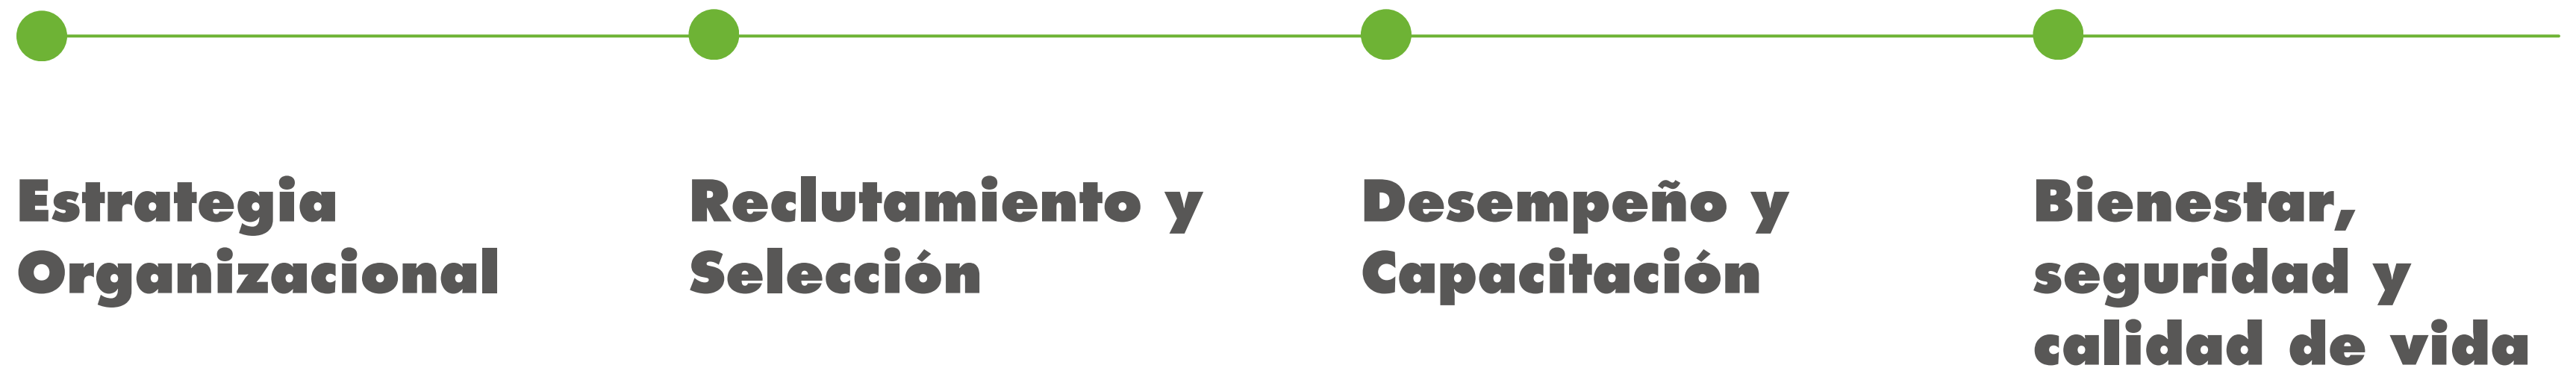 Estrategia
Organizacional
Reclutamiento y
Selección
Desempeño y
Capacitación
Bienestar,
seguridad y
calidad de vida